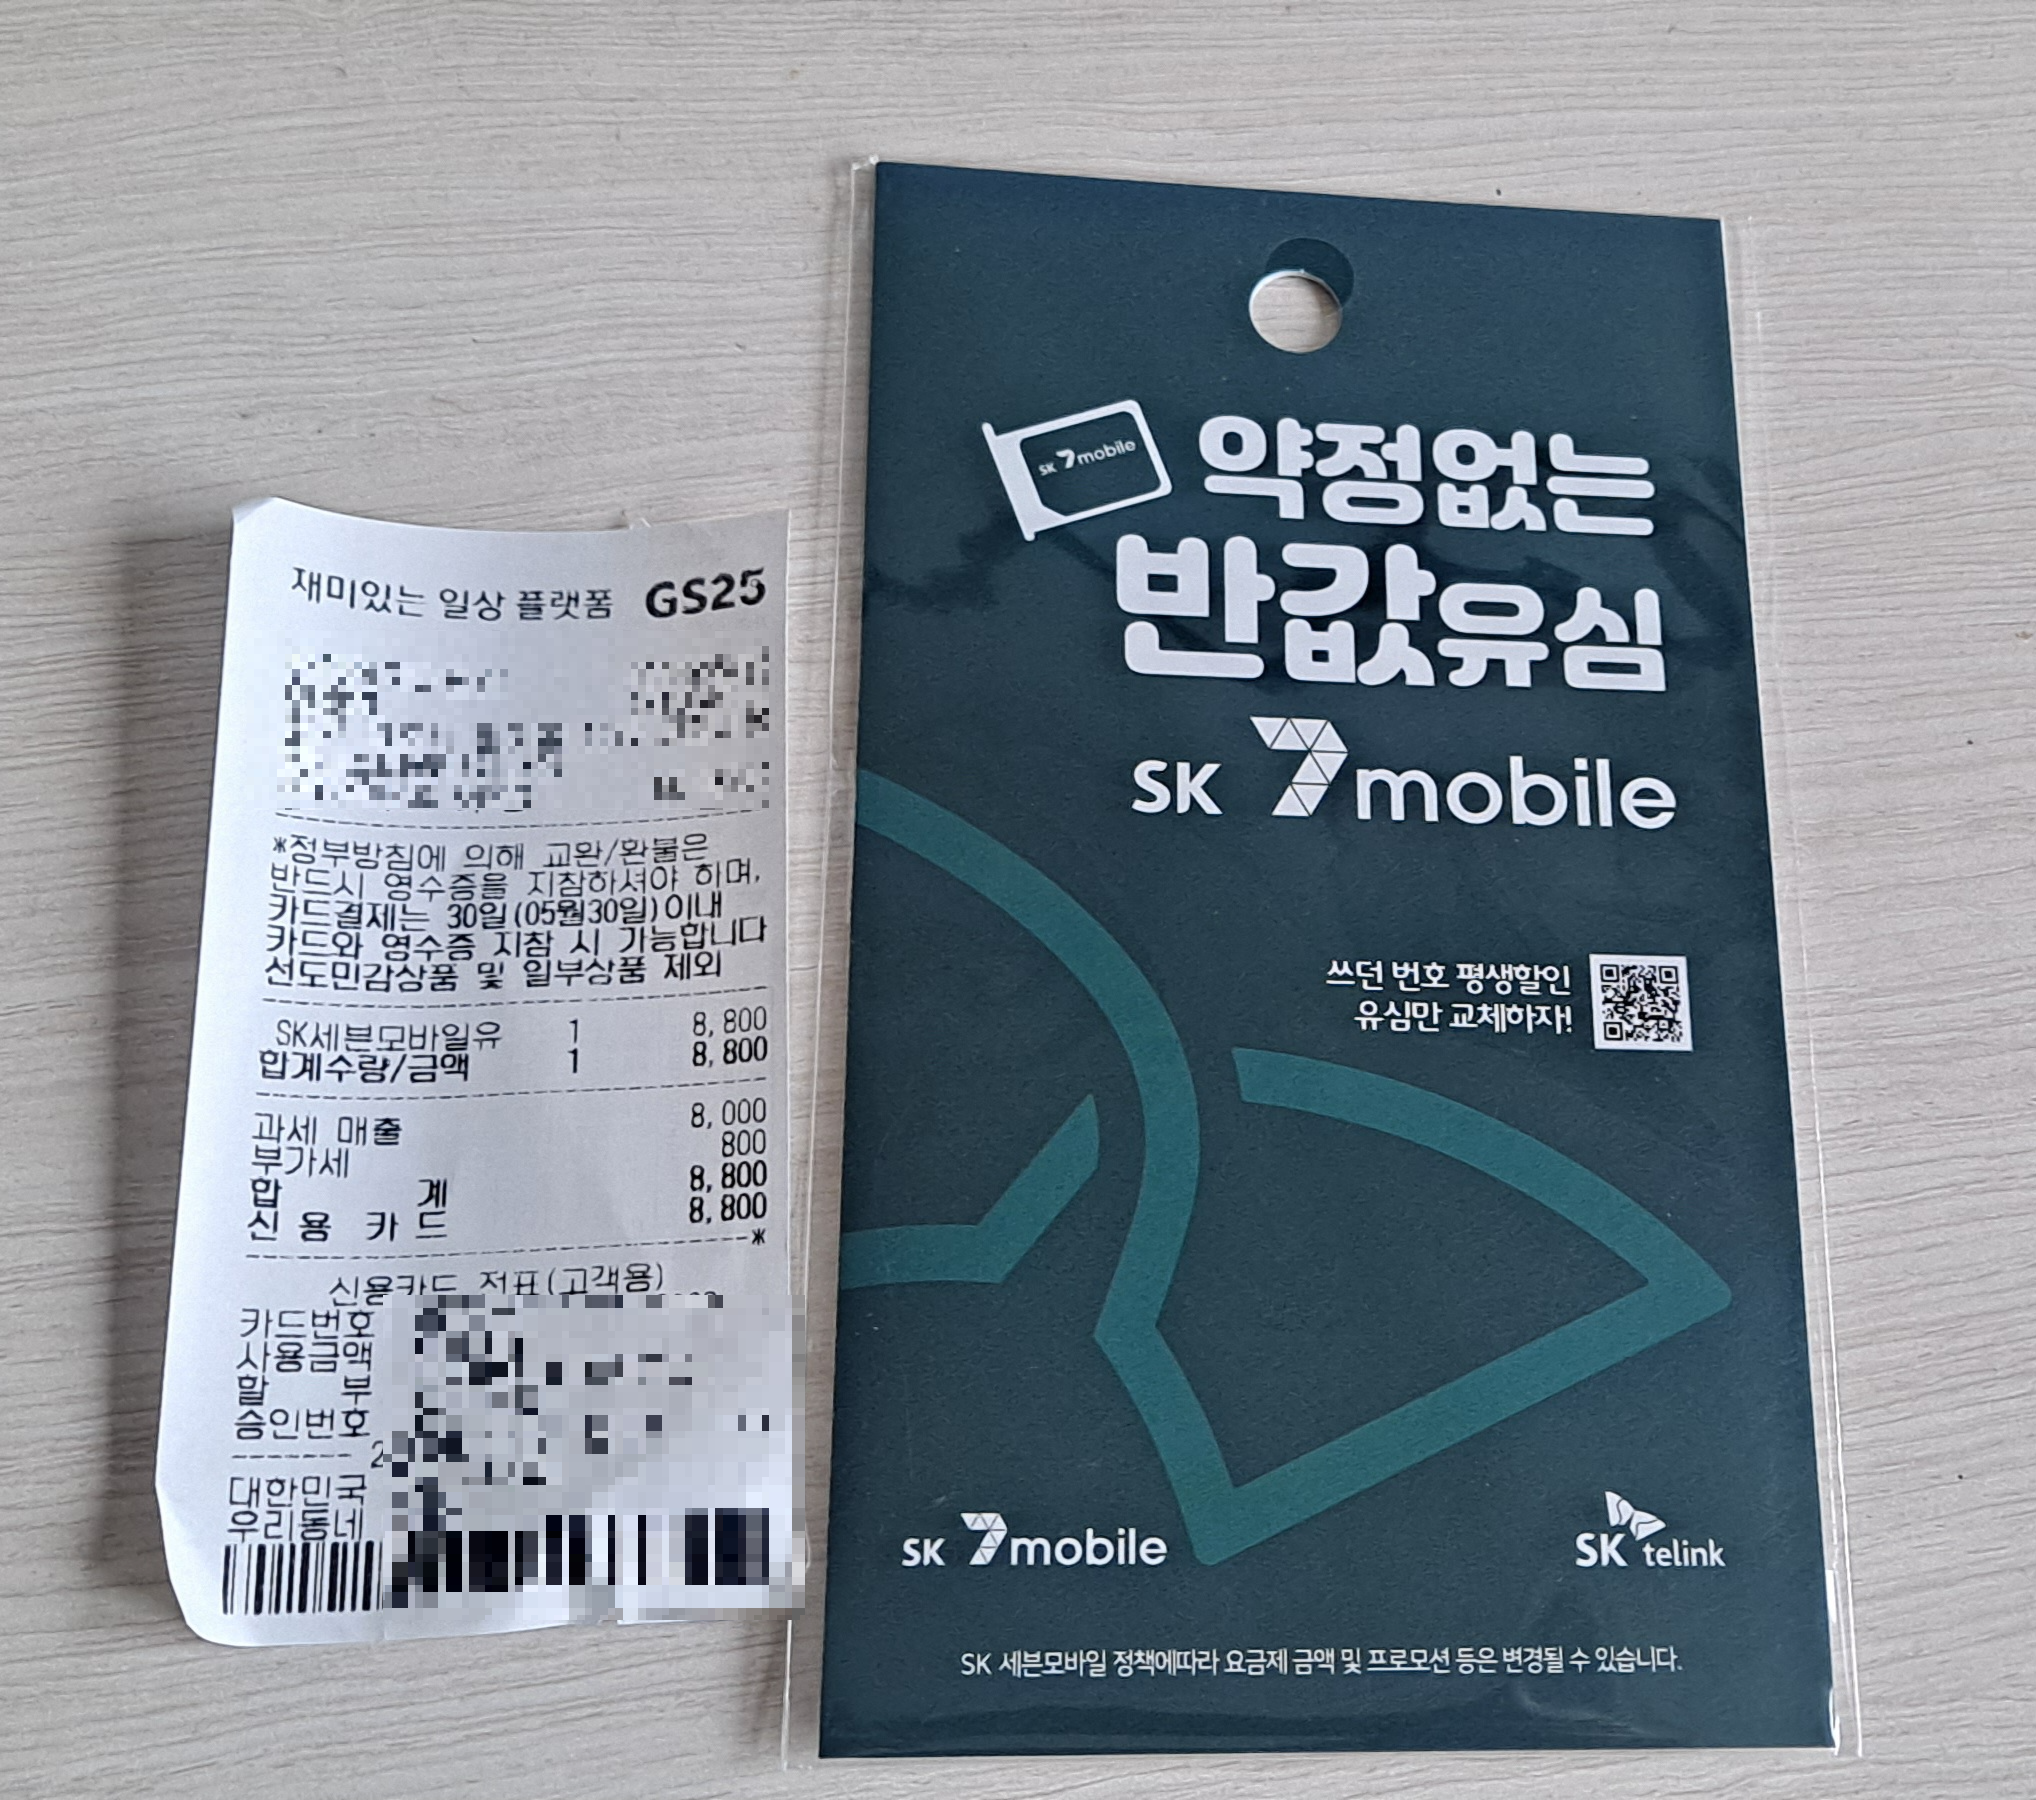 재미있는 일상 플랫폼 GS25
*정부방침에 의해 교환/환불은
반드시 영수증을 지참하셔야 하며,
카드결제는 30일(05월30일)이내
카드와 영수증 지참 시 가능합니다
선도민감상품 및 일부상품 제외
SK세븐모바일유 1 8,800
합계수량/금액 1 8,800
과세 매출 8,000
부가세 800
합 계 8,800
신 용 카 드 8,800
*
신용카드 전표(고객용)
카드번호
사용금액
할 부
승인번호
2
대한민국
우리동네
SK 7mobile
약정없는
반값유심
SK 7mobile
쓰던 번호 평생할인
유심만 교체하자!
SK 7mobile
SK telink
SK 세븐모바일 정책에따라 요금제 금액 및 프로모션 등은 변경될 수 있습니다.